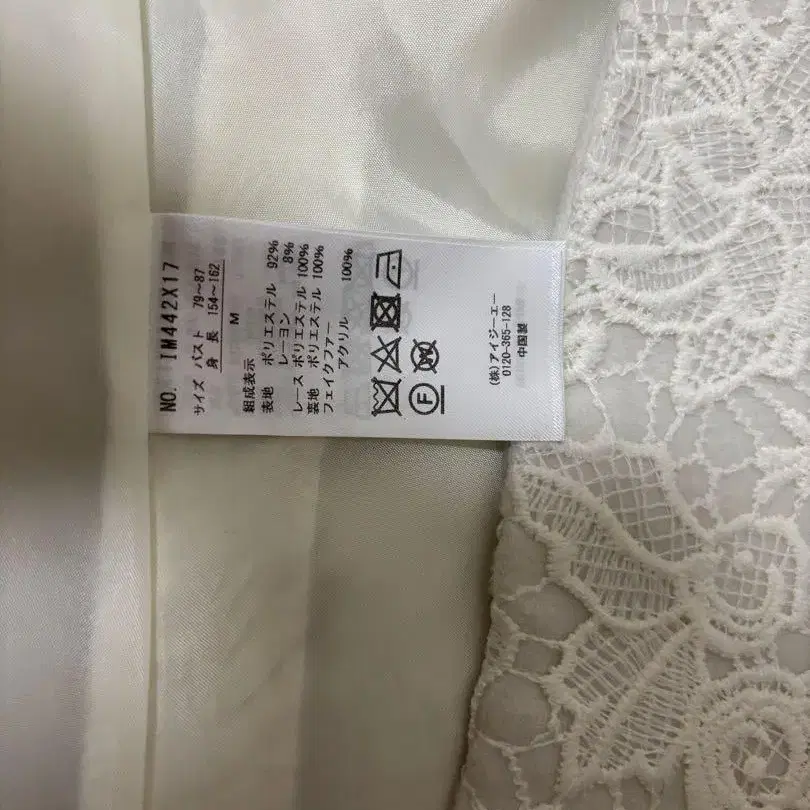 NO. IM442X17
サイズ バスト 79〜87
身 長 154〜162
M
組成表示
表地 ポリエステル 92%
レーヨン 8%
レース ポリエステル 100%
裏地 ポリエステル 100%
フェイクファー
アクリル 100%
F
W
(株)アイジーエー
0120-365-128
中国製